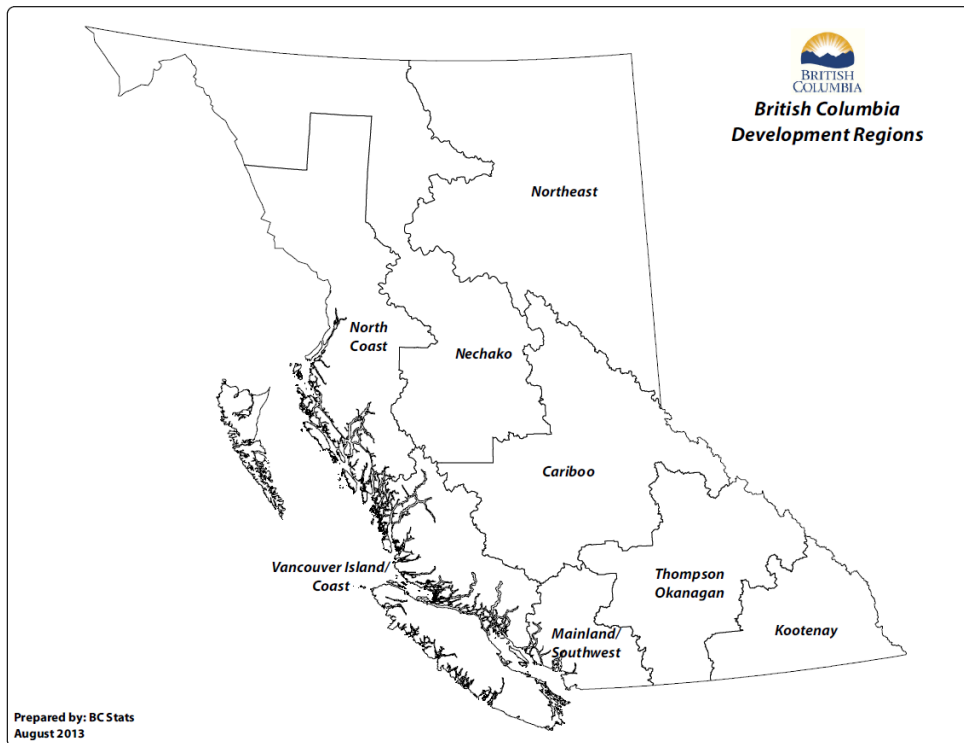 BRITISH
COLUMBIA
British Columbia
Development Regions
Northeast
North
Coast
Nechako
Cariboo
Vancouver Island/
Coast
Thompson
Okanagan
Mainland/
Southwest
Kootenay
Prepared by: BC Stats
August 2013